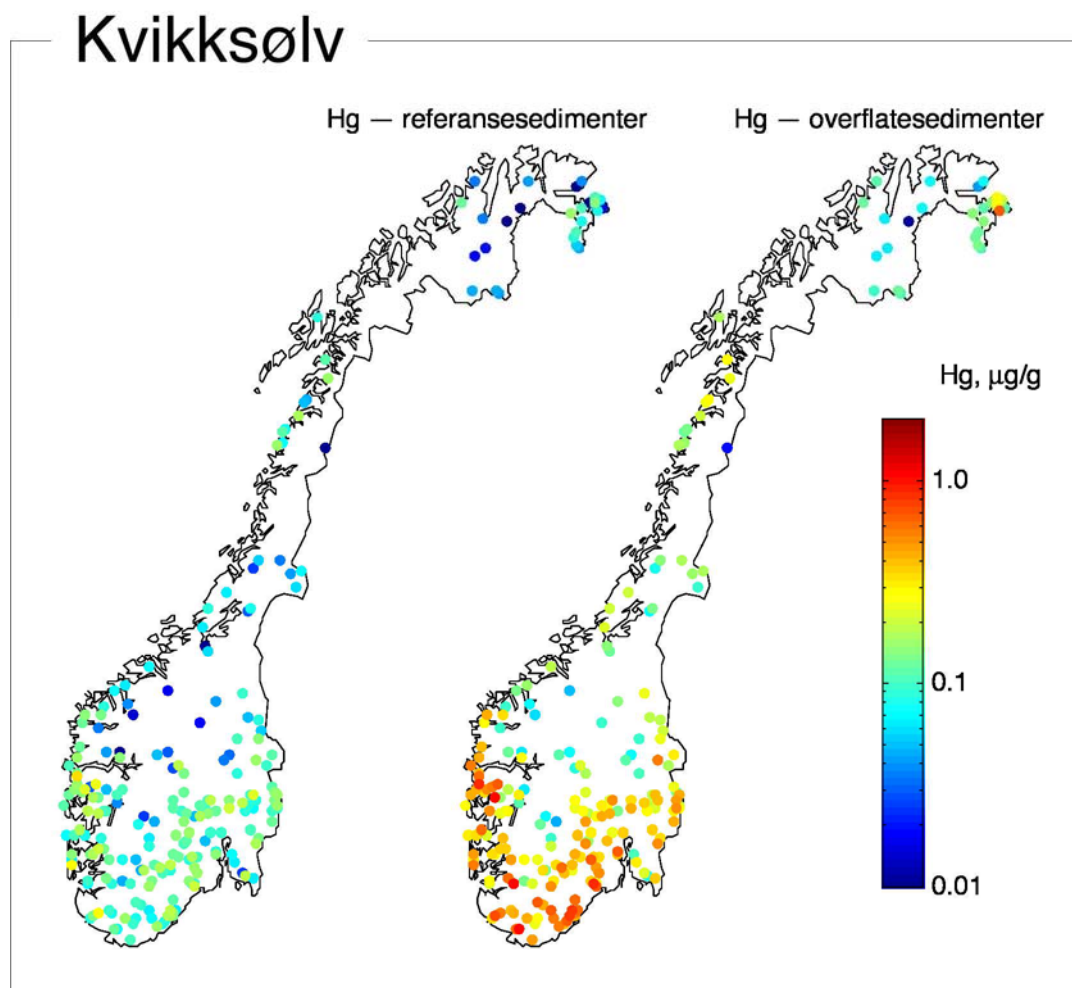 Kvikksølv
Hg — referansesedimenter
Hg — overflatesedimenter
Hg, μg/g
1.0
0.1
0.01